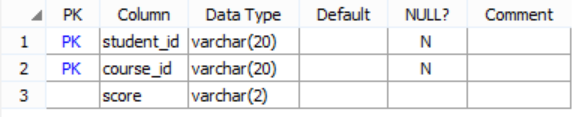 PK Column Data Type Default NULL? Comment
1 PK student_id varchar(20) N
2 PK course_id varchar(20) N
3 score varchar(2)